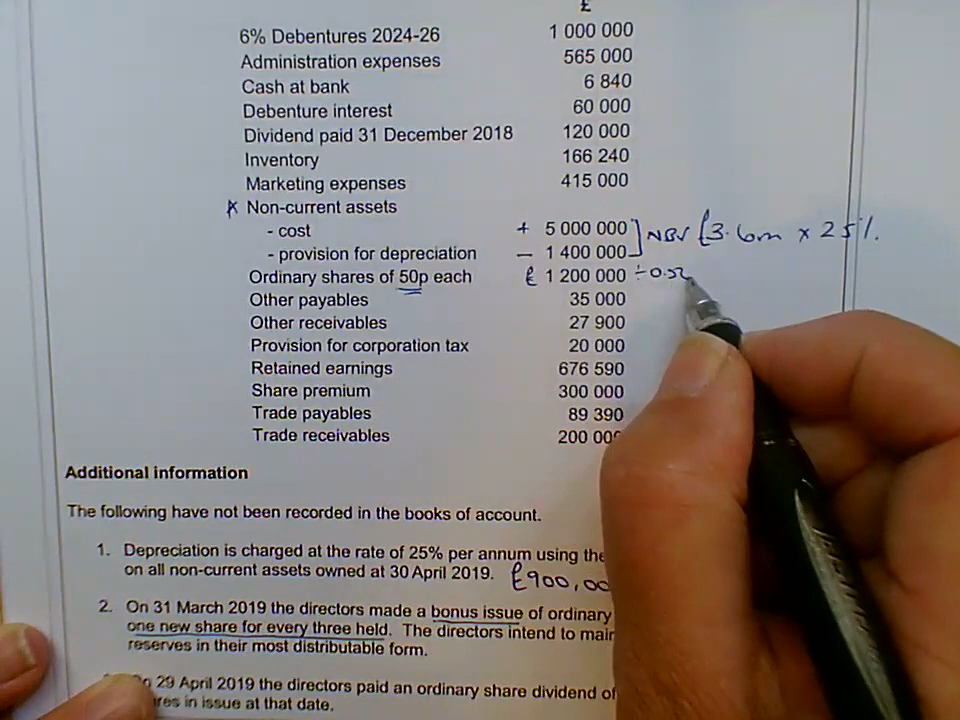 £
6% Debentures 2024-26 1 000 000
Administration expenses 565 000
Cash at bank 6 840
Debenture interest 60 000
Dividend paid 31 December 2018 120 000
Inventory 166 240
Marketing expenses 415 000
Non-current assets
- cost + 5 000 000 ] NBV £3.6m x 25%.
- provision for depreciation – 1 400 000
Ordinary shares of 50p each £ 1 200 000 ÷ 0.50
Other payables 35 000
Other receivables 27 900
Provision for corporation tax 20 000
Retained earnings 676 590
Share premium 300 000
Trade payables 89 390
Trade receivables 200 000
Additional information
The following have not been recorded in the books of account.
1. Depreciation is charged at the rate of 25% per annum using the
on all non-current assets owned at 30 April 2019. £900,00
2. On 31 March 2019 the directors made a bonus issue of ordinary
one new share for every three held. The directors intend to
reserves in their most distributable form.
29 April 2019 the directors paid an ordinary share dividend of
in issue at that date.